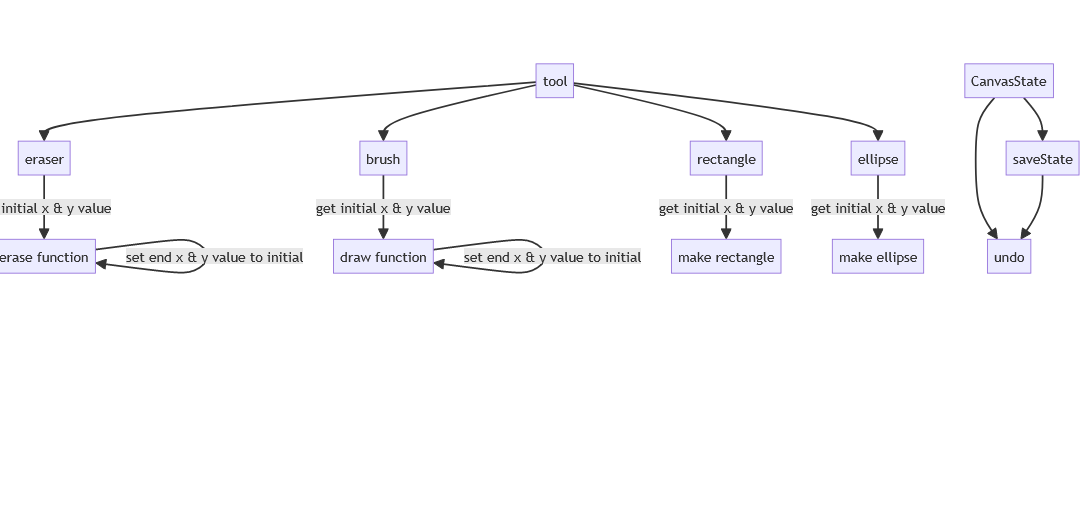 tool
CanvasState
eraser
brush
rectangle
ellipse
saveState
initial x & y value
get initial x & y value
get initial x & y value
get initial x & y value
erase function
set end x & y value to initial
draw function
set end x & y value to initial
make rectangle
make ellipse
undo